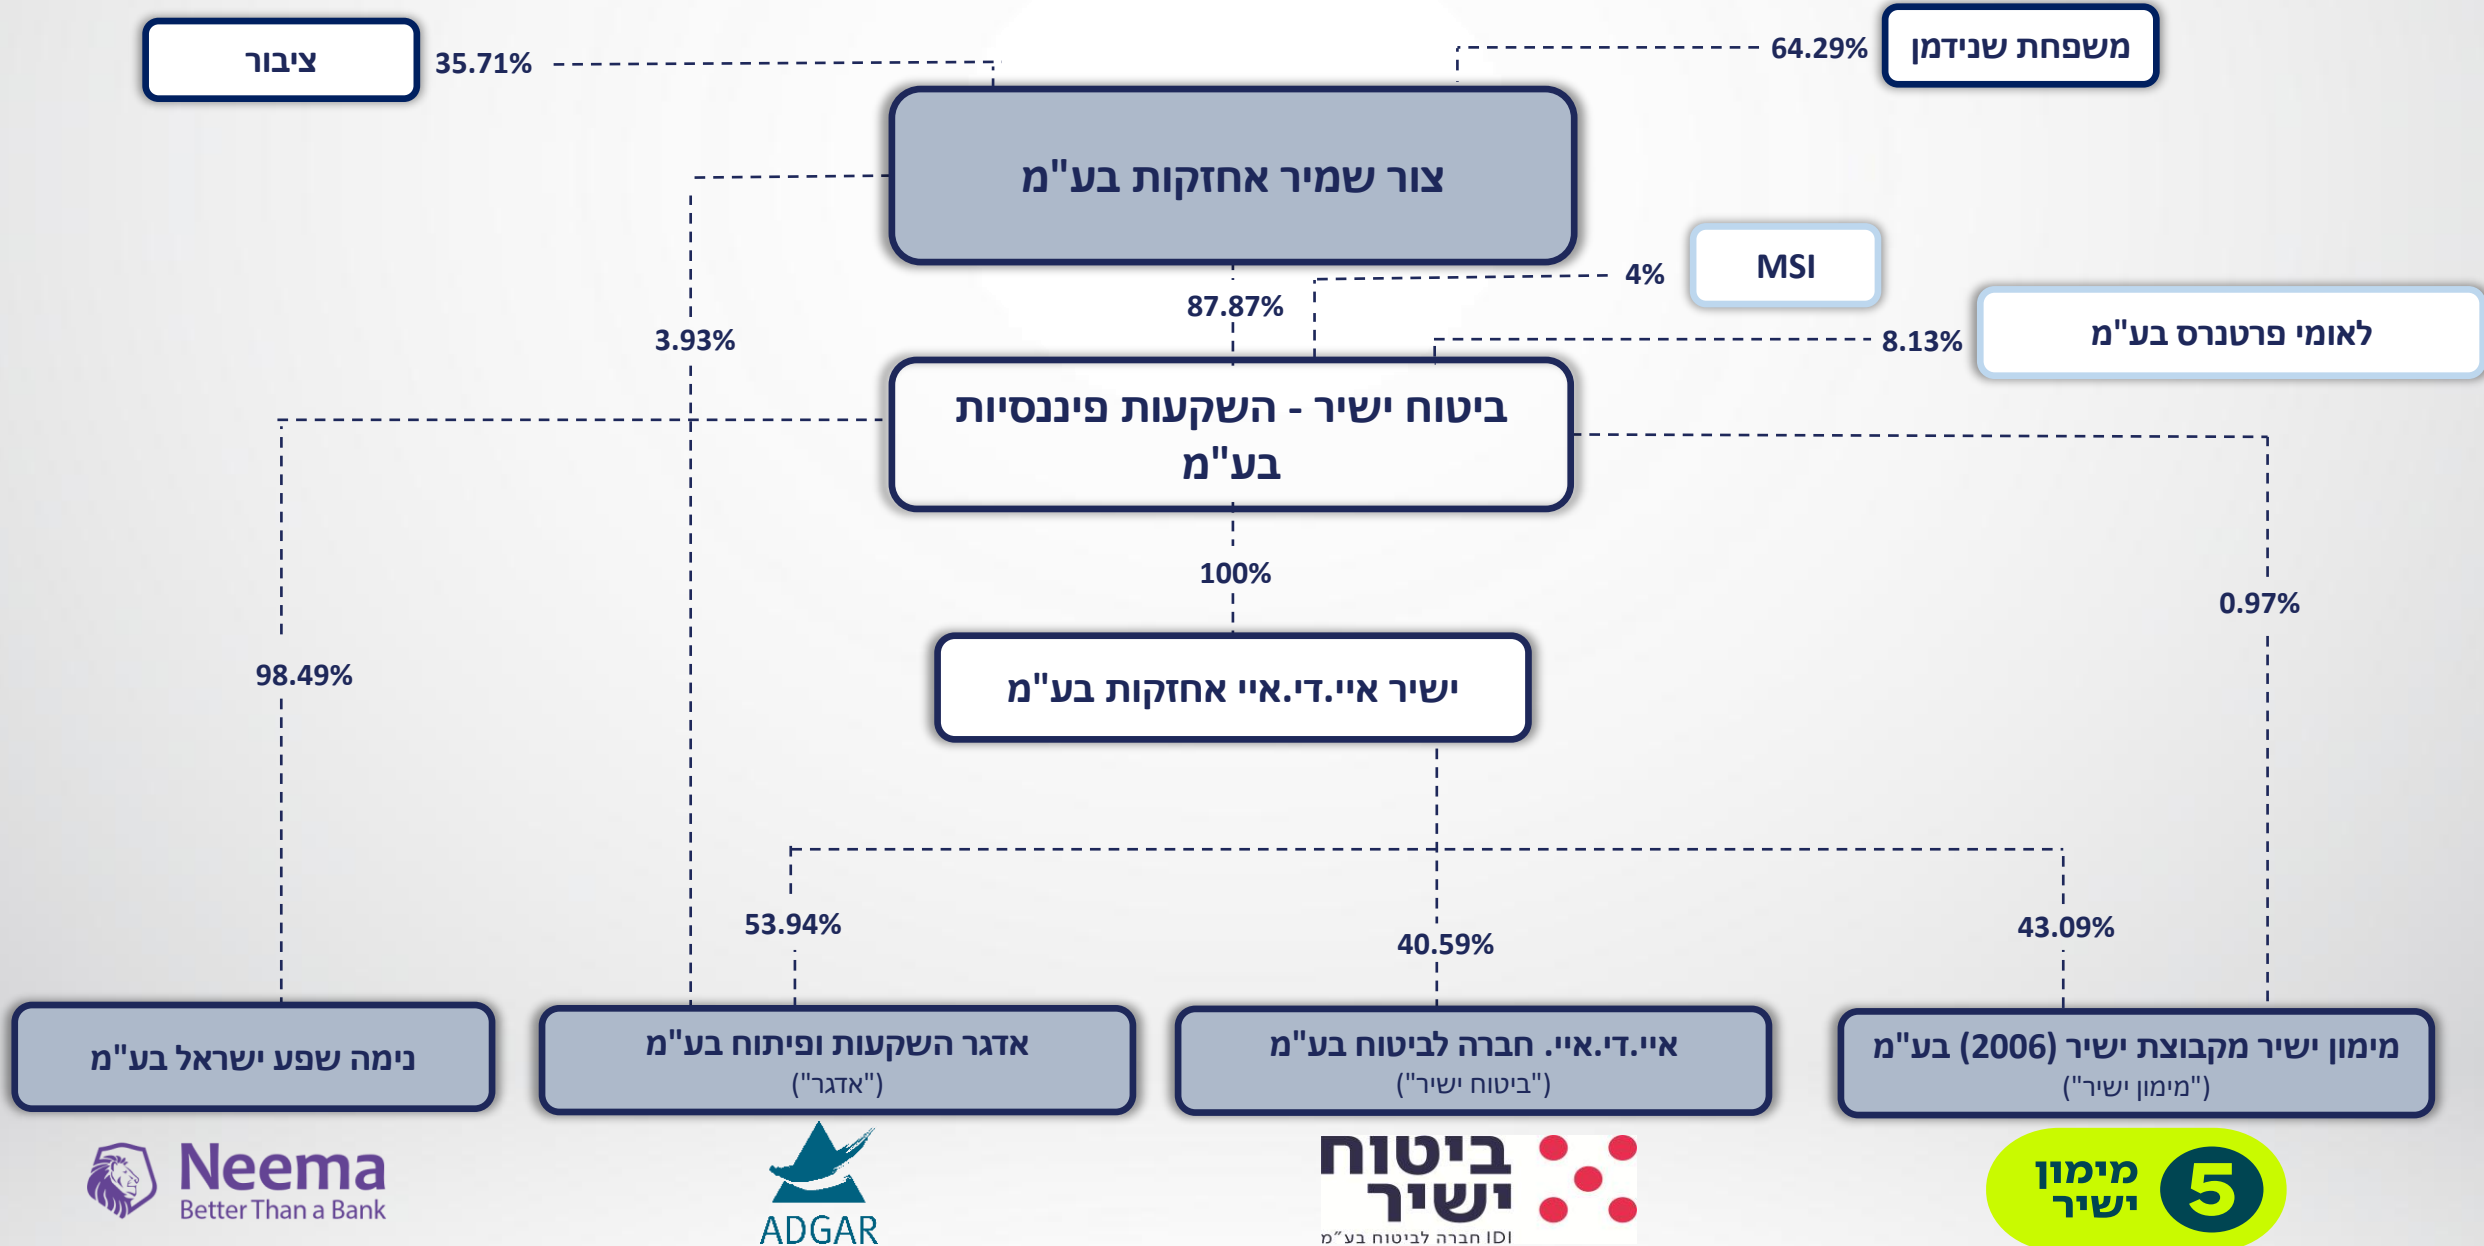 משפחת שנידמן
64.29%
35.71%
ציבור
צור שמיר אחזקות בע"מ
MSI
4%
87.87%
לאומי פרטנרס בע"מ
8.13%
3.93%
ביטוח ישיר - השקעות פיננסיות
בע"מ
100%
0.97%
98.49%
ישיר איי.די.איי אחזקות בע"מ
43.09%
40.59%
53.94%
מימון ישיר מקבוצת ישיר (2006) בע"מ
("מימון ישיר")
איי.די.איי. חברה לביטוח בע"מ
("ביטוח ישיר")
אדגר השקעות ופיתוח בע"מ
("אדגר")
נימה שפע ישראל בע"מ
5
מימון
ישיר
ביטוח
ישיר
IDI חברה לביטוח בע״מ
ADGAR
Neema
Better Than a Bank